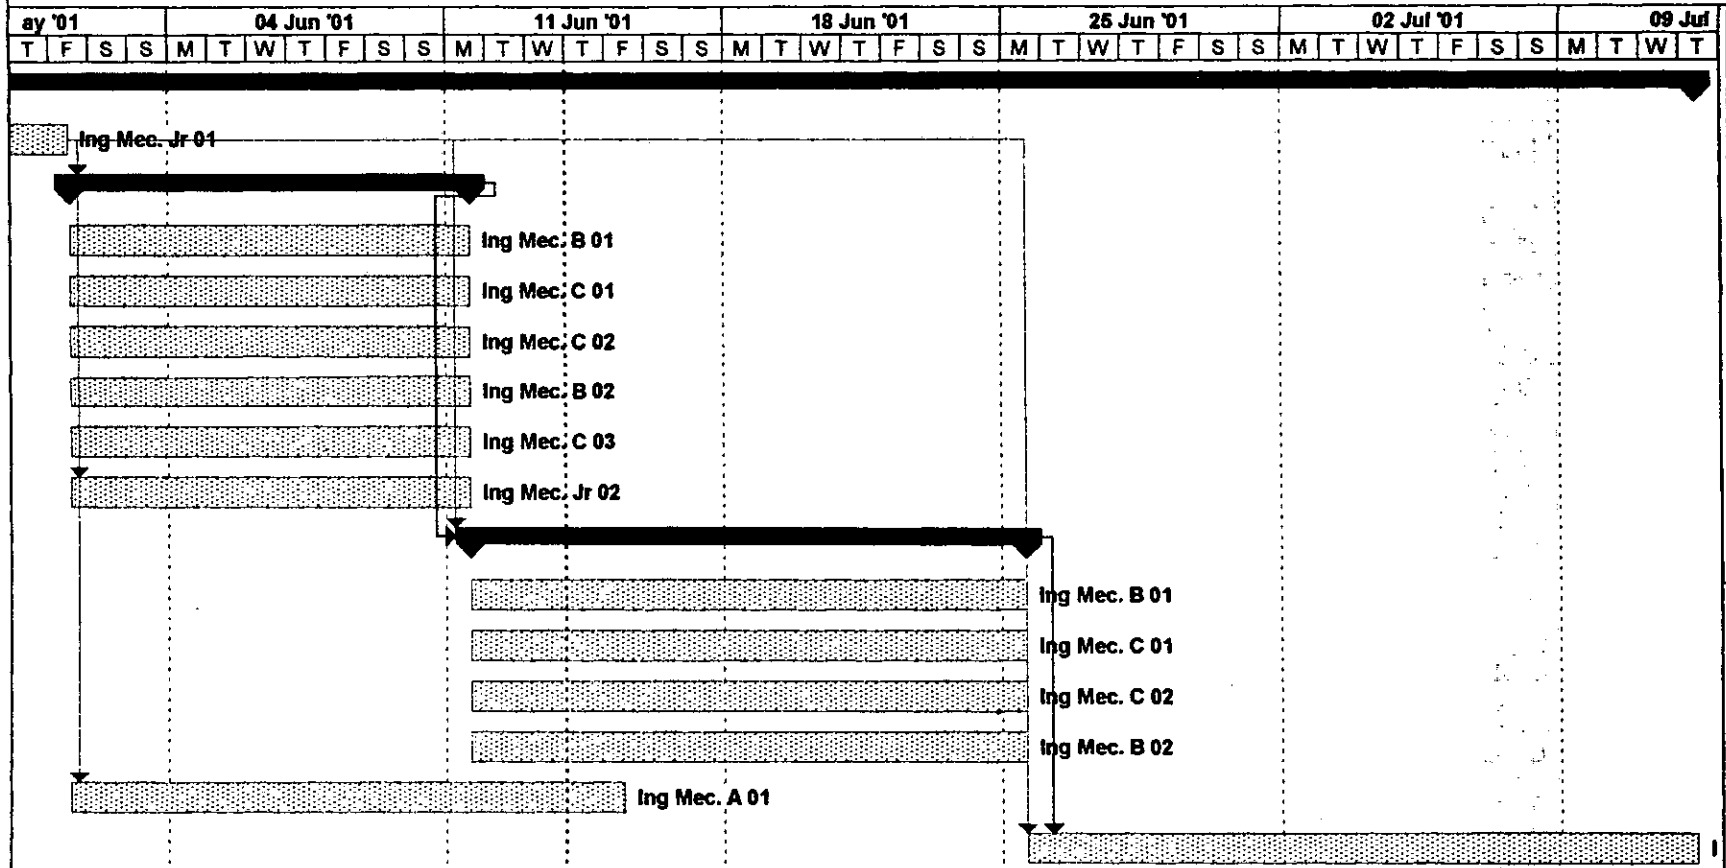 ay '01 04 Jun '01 11 Jun '01 18 Jun '01 25 Jun '01 02 Jul '01 09 Jul
T F S S M T W T F S S M T W T F S S M T W T F S S M T W T F S S M T W T F S S M T W T
Ing Mec. Jr 01
Ing Mec. B 01
Ing Mec. C 01
Ing Mec. C 02
Ing Mec. B 02
Ing Mec. C 03
Ing Mec. Jr 02
Ing Mec. B 01
Ing Mec. C 01
Ing Mec. C 02
Ing Mec. B 02
Ing Mec. A 01
I